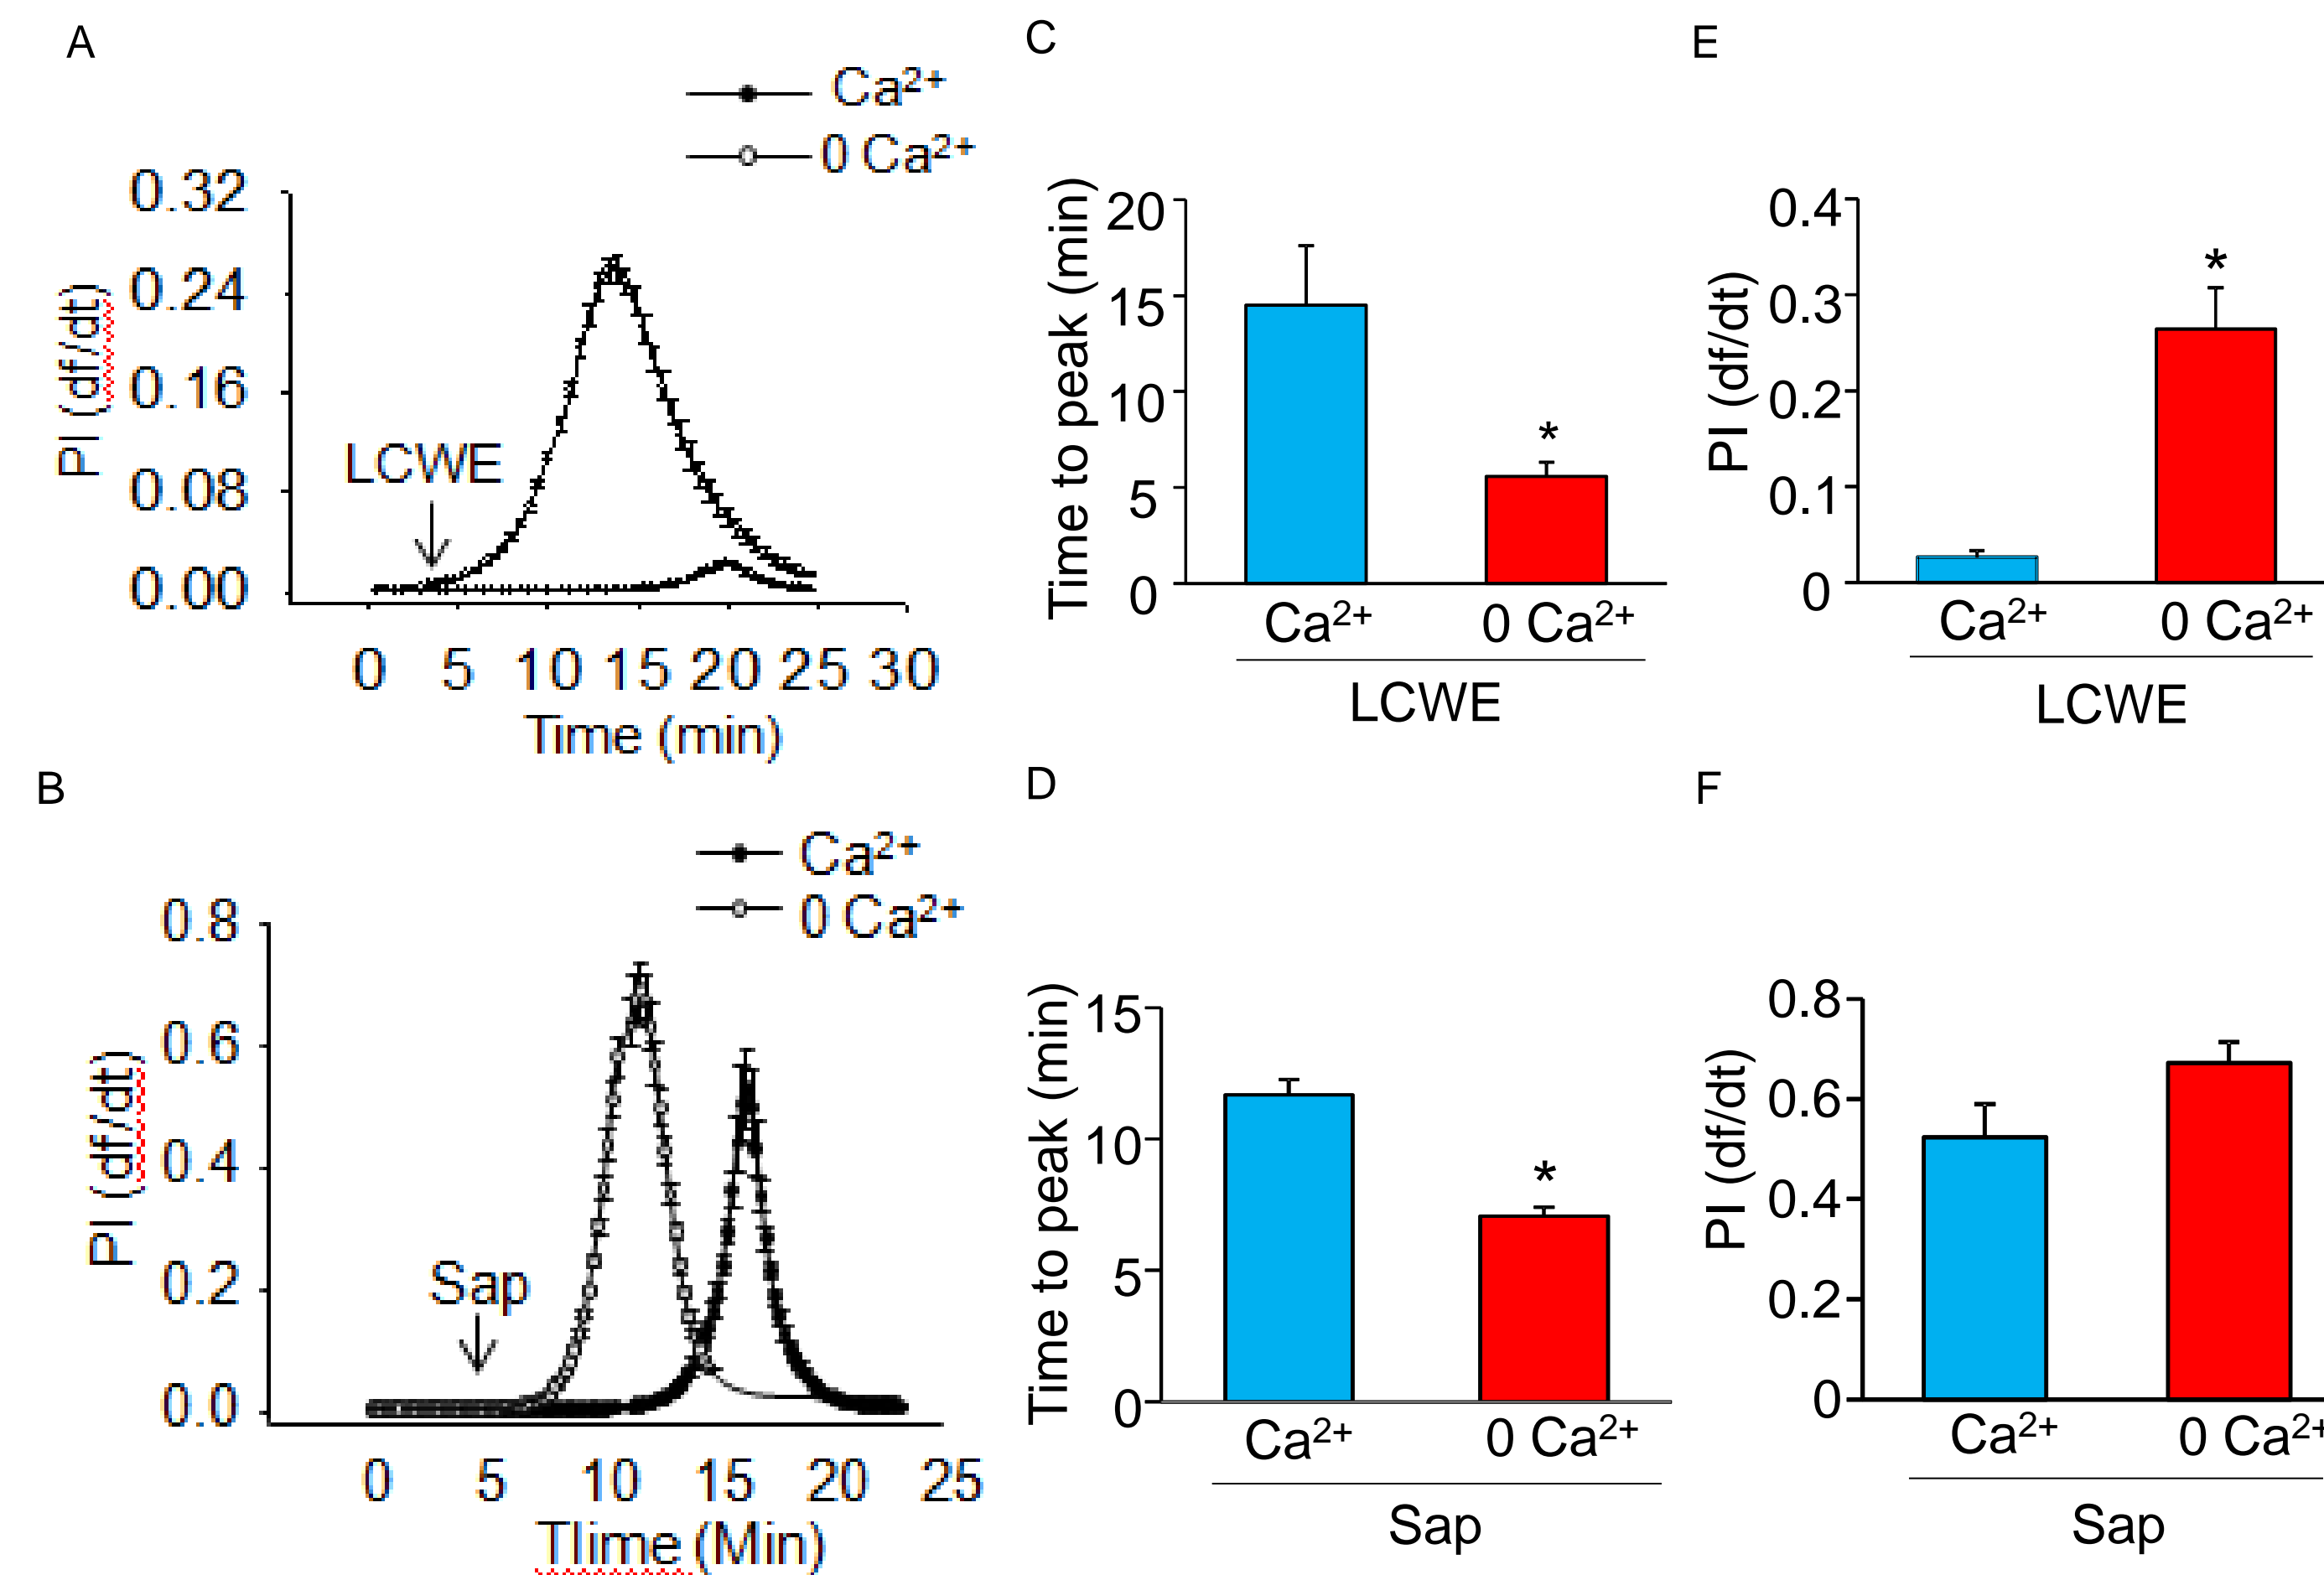 A
Ca²⁺
0 Ca²⁺
0.32
0.24
0.16
0.08
0.00
PI (df/dt)
LCWE
0 5 10 15 20 25 30
Time (min)
B
Ca²⁺
0 Ca²⁺
0.8
0.6
0.4
0.2
0.0
PI (df/dt)
Sap
0 5 10 15 20 25
TIime (Min)
C
Time to peak (min)
20
15
10
5
0
Ca²⁺ 0 Ca²⁺
LCWE
*
D
Time to peak (min)
15
10
5
0
Ca²⁺ 0 Ca²⁺
Sap
*
E
PI (df/dt)
0.4
0.3
0.2
0.1
0
Ca²⁺ 0 Ca²⁺
LCWE
*
F
PI (df/dt)
0.8
0.6
0.4
0.2
0
Ca²⁺ 0 Ca²⁺
Sap